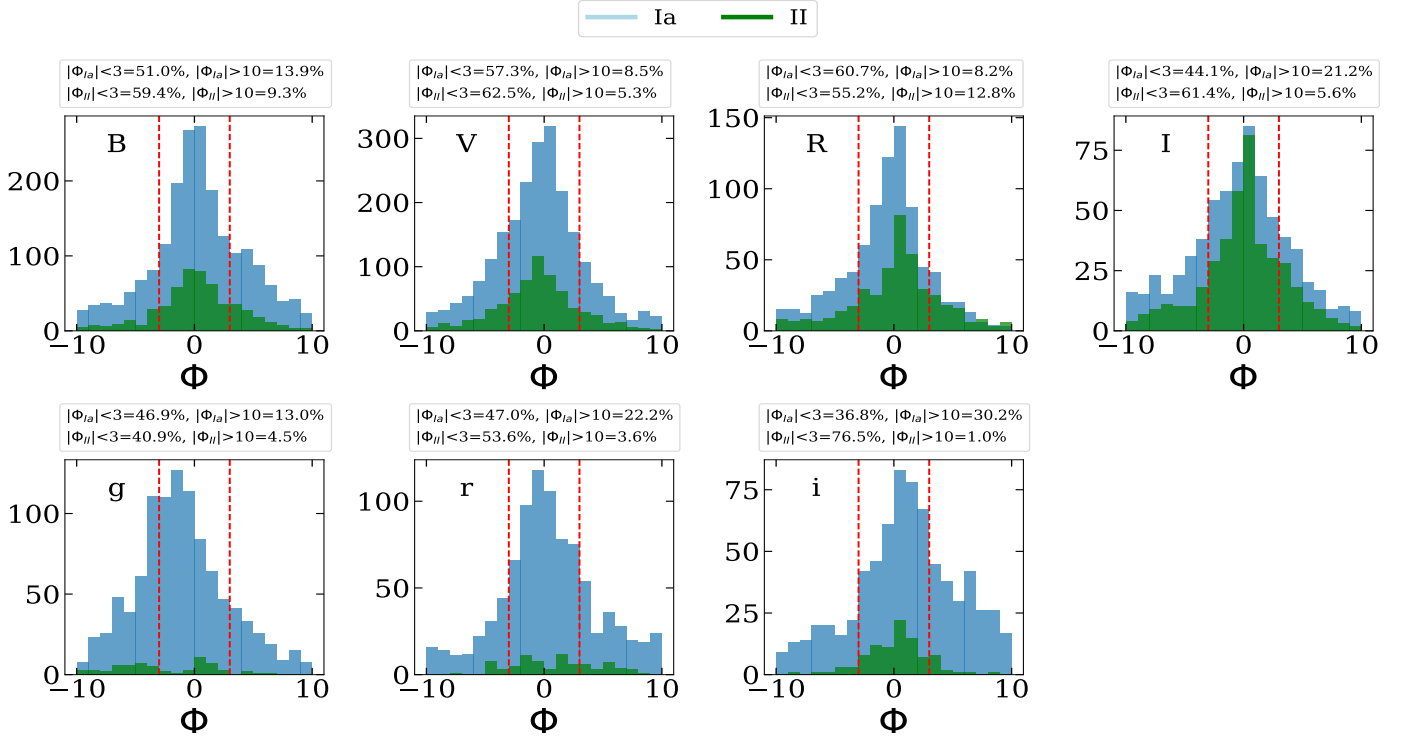 Ia II
|Φ_Ia|<3=51.0%, |Φ_Ia|>10=13.9%
|Φ_II|<3=59.4%, |Φ_II|>10=9.3%
B
200
100
0
−10 0 10
Φ
|Φ_Ia|<3=57.3%, |Φ_Ia|>10=8.5%
|Φ_II|<3=62.5%, |Φ_II|>10=5.3%
V
300
200
100
0
−10 0 10
Φ
|Φ_Ia|<3=60.7%, |Φ_Ia|>10=8.2%
|Φ_II|<3=55.2%, |Φ_II|>10=12.8%
R
150
100
50
0
−10 0 10
Φ
|Φ_Ia|<3=44.1%, |Φ_Ia|>10=21.2%
|Φ_II|<3=61.4%, |Φ_II|>10=5.6%
I
75
50
25
0
−10 0 10
Φ
|Φ_Ia|<3=46.9%, |Φ_Ia|>10=13.0%
|Φ_II|<3=40.9%, |Φ_II|>10=4.5%
g
100
50
0
−10 0 10
Φ
|Φ_Ia|<3=47.0%, |Φ_Ia|>10=22.2%
|Φ_II|<3=53.6%, |Φ_II|>10=3.6%
r
100
50
0
−10 0 10
Φ
|Φ_Ia|<3=36.8%, |Φ_Ia|>10=30.2%
|Φ_II|<3=76.5%, |Φ_II|>10=1.0%
i
75
50
25
0
−10 0 10
Φ